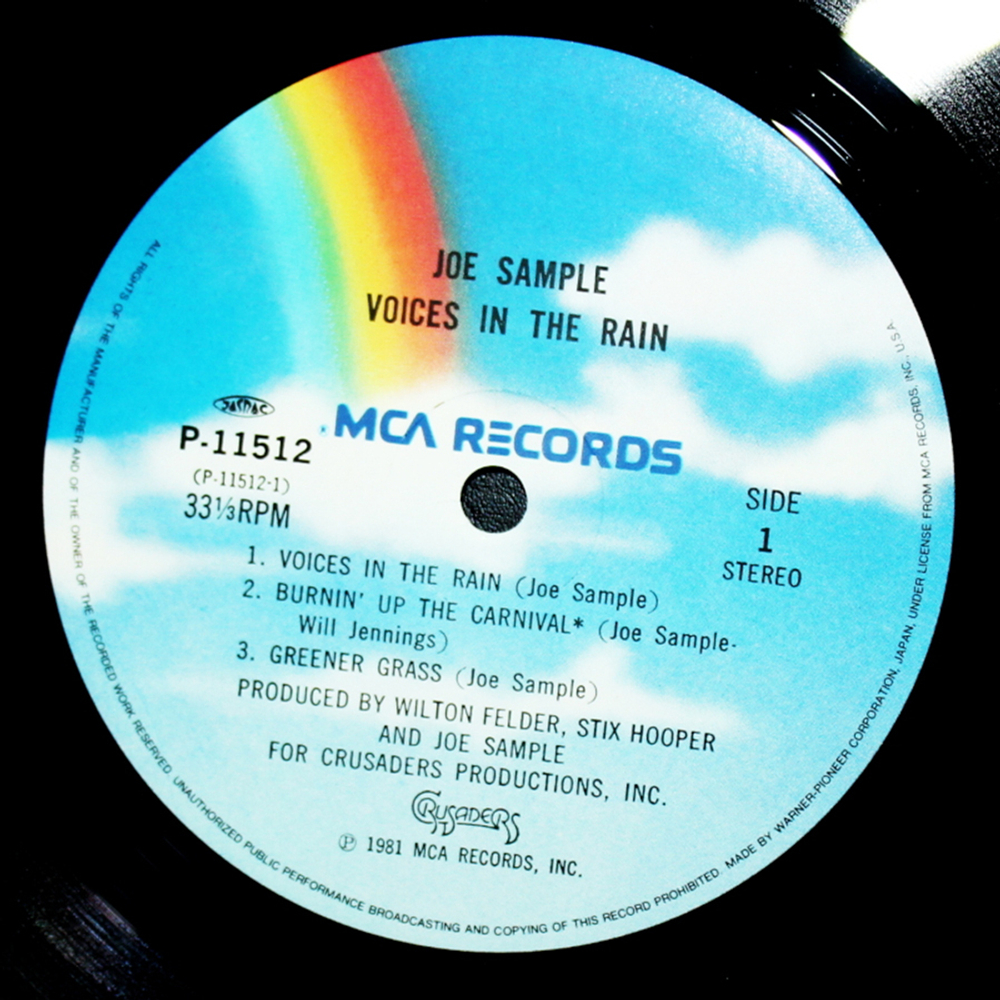 JOE SAMPLE
VOICES IN THE RAIN
JASRAC
P-11512
(P-11512-1)
33⅓RPM
MCA RECORDS
SIDE
1
STEREO
1. VOICES IN THE RAIN (Joe Sample)
2. BURNIN' UP THE CARNIVAL* (Joe Sample-
Will Jennings)
3. GREENER GRASS (Joe Sample)
PRODUCED BY WILTON FELDER, STIX HOOPER
AND JOE SAMPLE
FOR CRUSADERS PRODUCTIONS, INC.
CRUSADERS
℗ 1981 MCA RECORDS, INC.
ALL RIGHTS OF THE MANUFACTURER AND OF THE OWNER OF THE RECORDED WORK RESERVED. UNAUTHORIZED PUBLIC PERFORMANCE BROADCASTING AND COPYING OF THIS RECORD PROHIBITED. MADE BY WARNER-PIONEER CORPORATION, JAPAN, UNDER LICENSE FROM MCA RECORDS, INC., U.S.A.